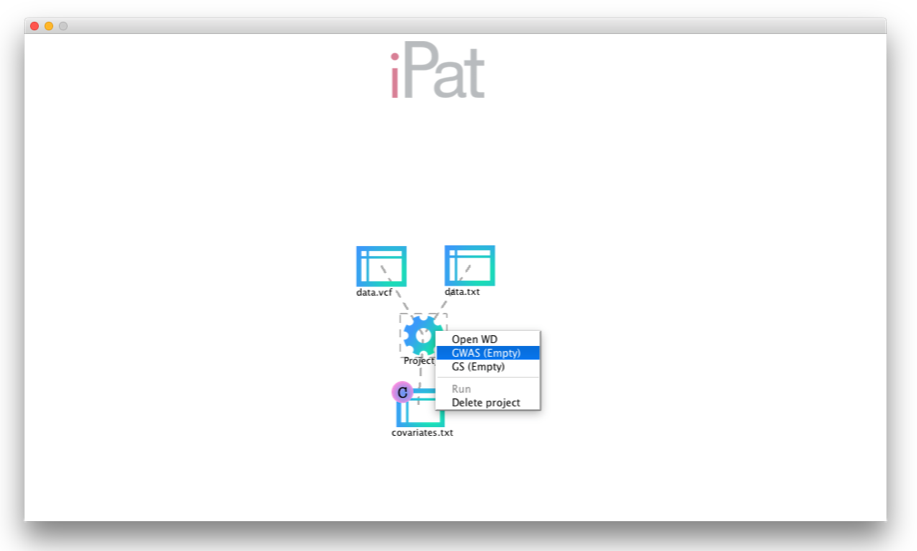 iPat
data.vcf
data.txt
Project
Open WD
GWAS (Empty)
GS (Empty)
Run
Delete project
C
covariates.txt